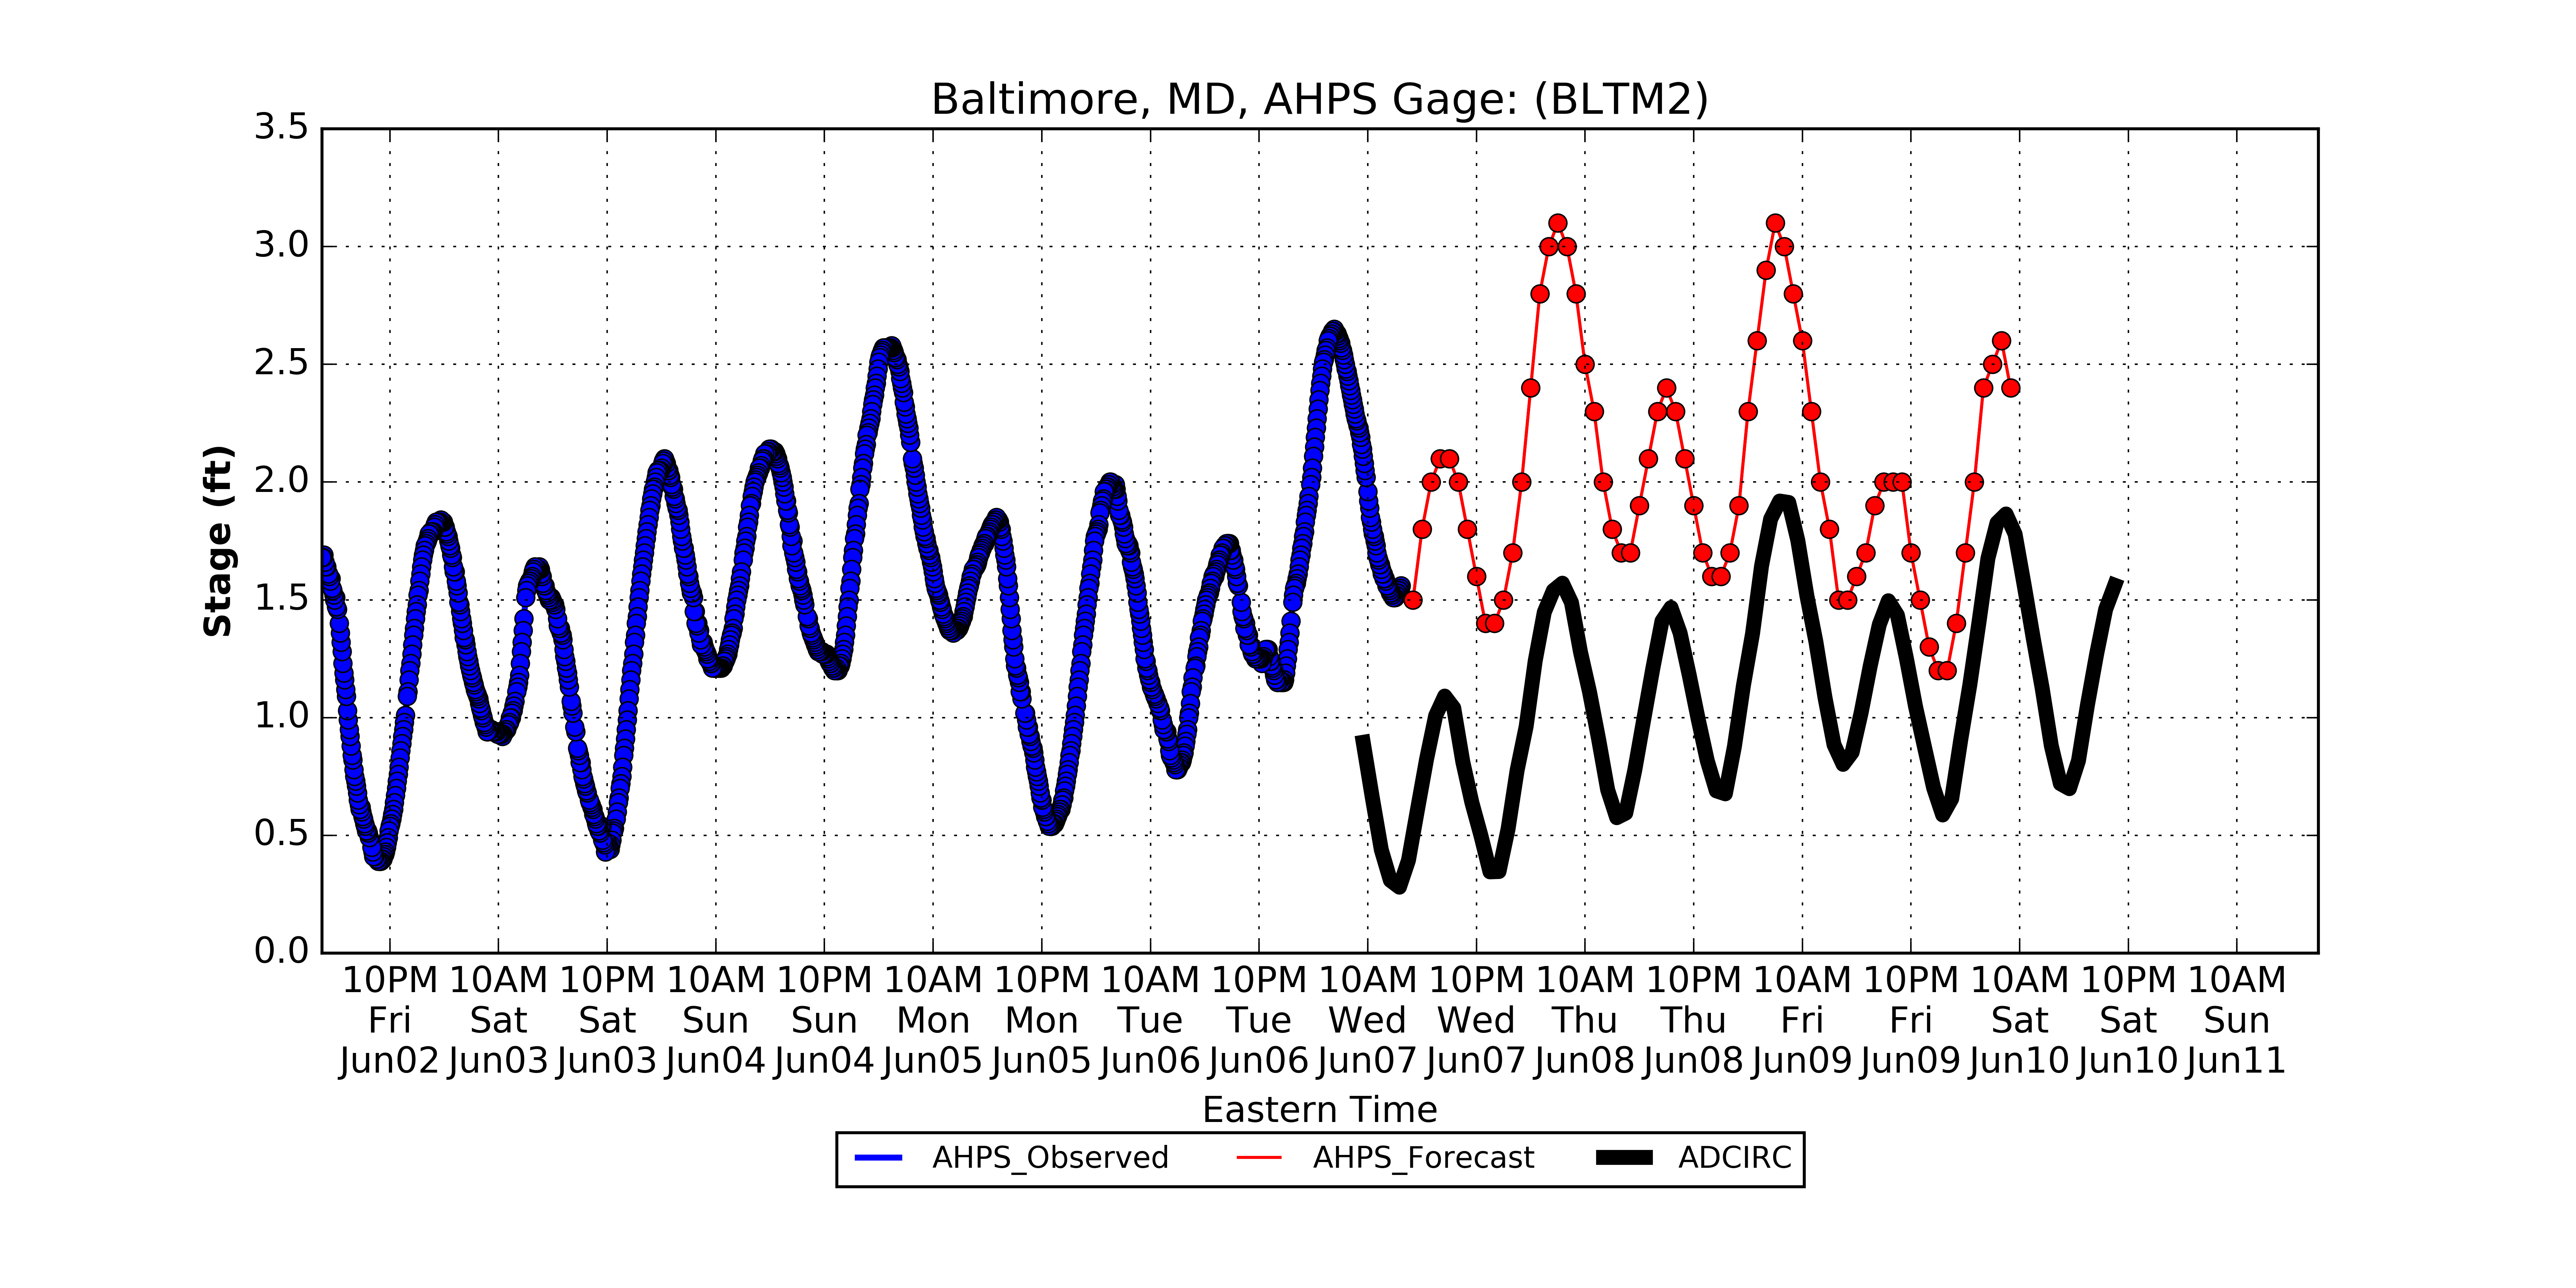 Baltimore, MD, AHPS Gage: (BLTM2)
3.5
3.0
2.5
2.0
1.5
1.0
0.5
0.0
Stage (ft)
10PM 10AM 10PM 10AM 10PM 10AM 10PM 10AM 10PM 10AM 10PM 10AM 10PM 10AM 10PM 10AM 10PM 10AM
Fri Sat Sat Sun Sun Mon Mon Tue Tue Wed Wed Thu Thu Fri Fri Sat Sat Sun
Jun02 Jun03 Jun03 Jun04 Jun04 Jun05 Jun05 Jun06 Jun06 Jun07 Jun07 Jun08 Jun08 Jun09 Jun09 Jun10 Jun10 Jun11
Eastern Time
AHPS_Observed AHPS_Forecast ADCIRC